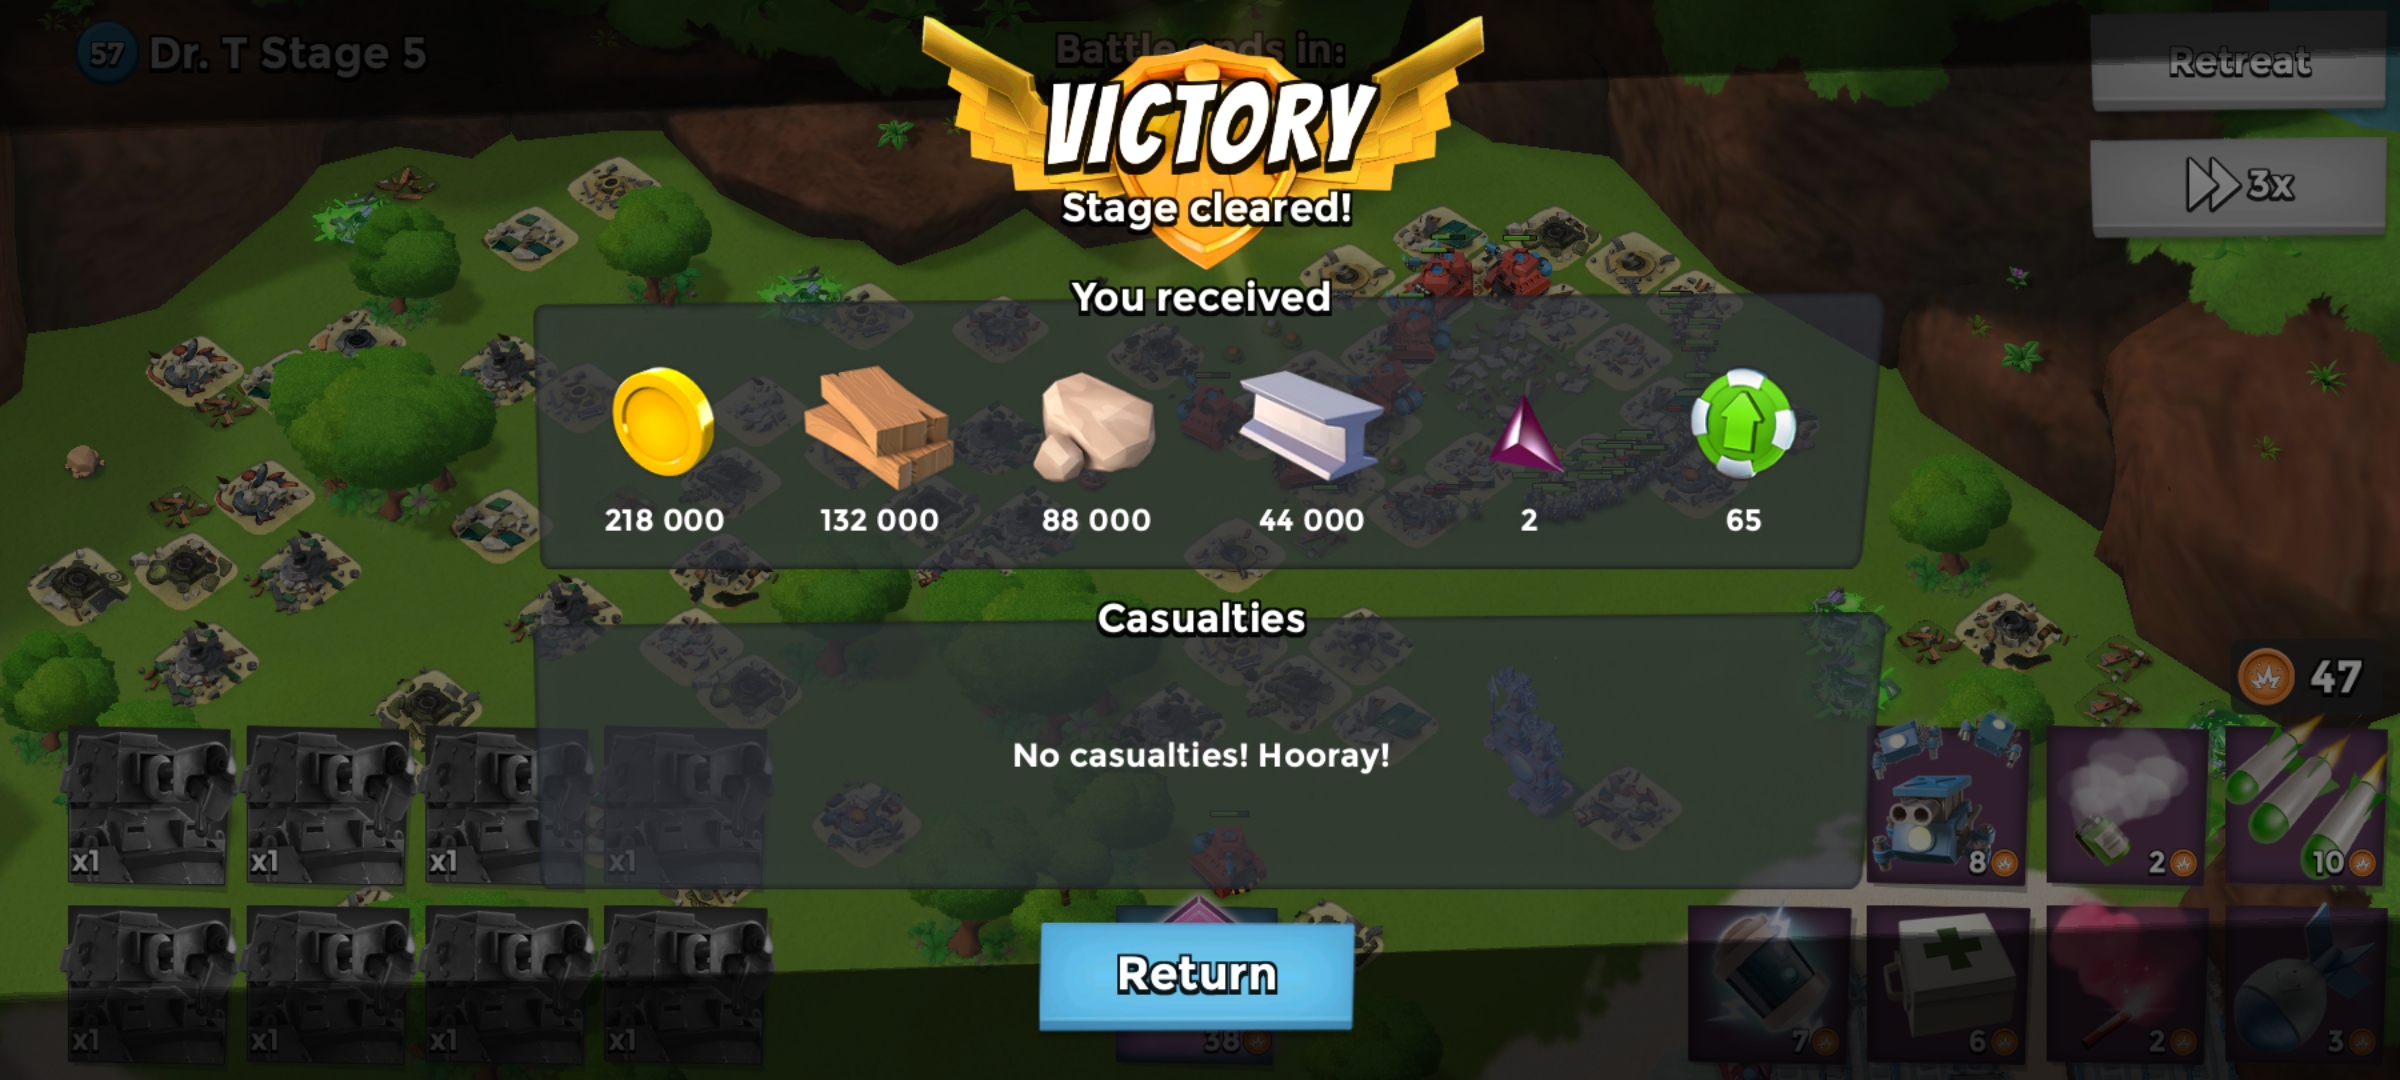 57 Dr. T Stage 5
Battle ends in:
Retreat
VICTORY
Stage cleared!
3x
You received
218 000
132 000
88 000
44 000
2
65
Casualties
No casualties! Hooray!
47
x1
x1
x1
x1
8
2
10
x1
x1
x1
x1
Return
38
7
6
2
3